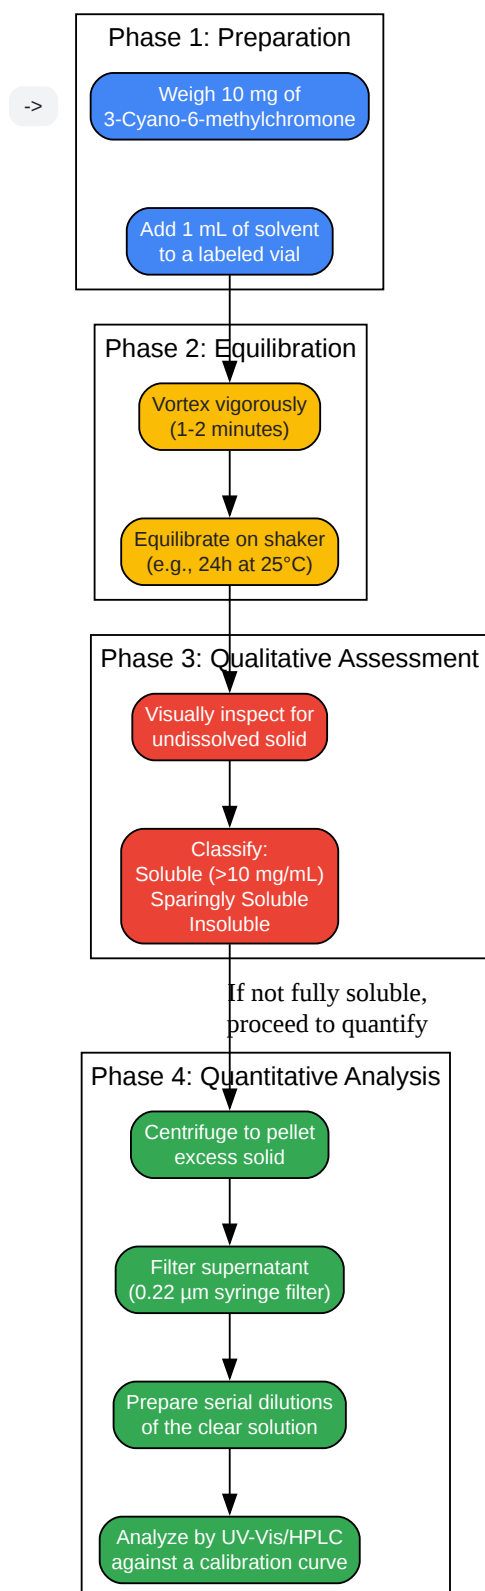 Phase 1: Preparation
->
Weigh 10 mg of
3-Cyano-6-methylchromone
Add 1 mL of solvent
to a labeled vial
Phase 2: Equilibration
Vortex vigorously
(1-2 minutes)
Equilibrate on shaker
(e.g., 24h at 25°C)
Phase 3: Qualitative Assessment
Visually inspect for
undissolved solid
Classify:
Soluble (>10 mg/mL)
Sparingly Soluble
Insoluble
If not fully soluble,
proceed to quantify
Phase 4: Quantitative Analysis
Centrifuge to pellet
excess solid
Filter supernatant
(0.22 µm syringe filter)
Prepare serial dilutions
of the clear solution
Analyze by UV-Vis/HPLC
against a calibration curve